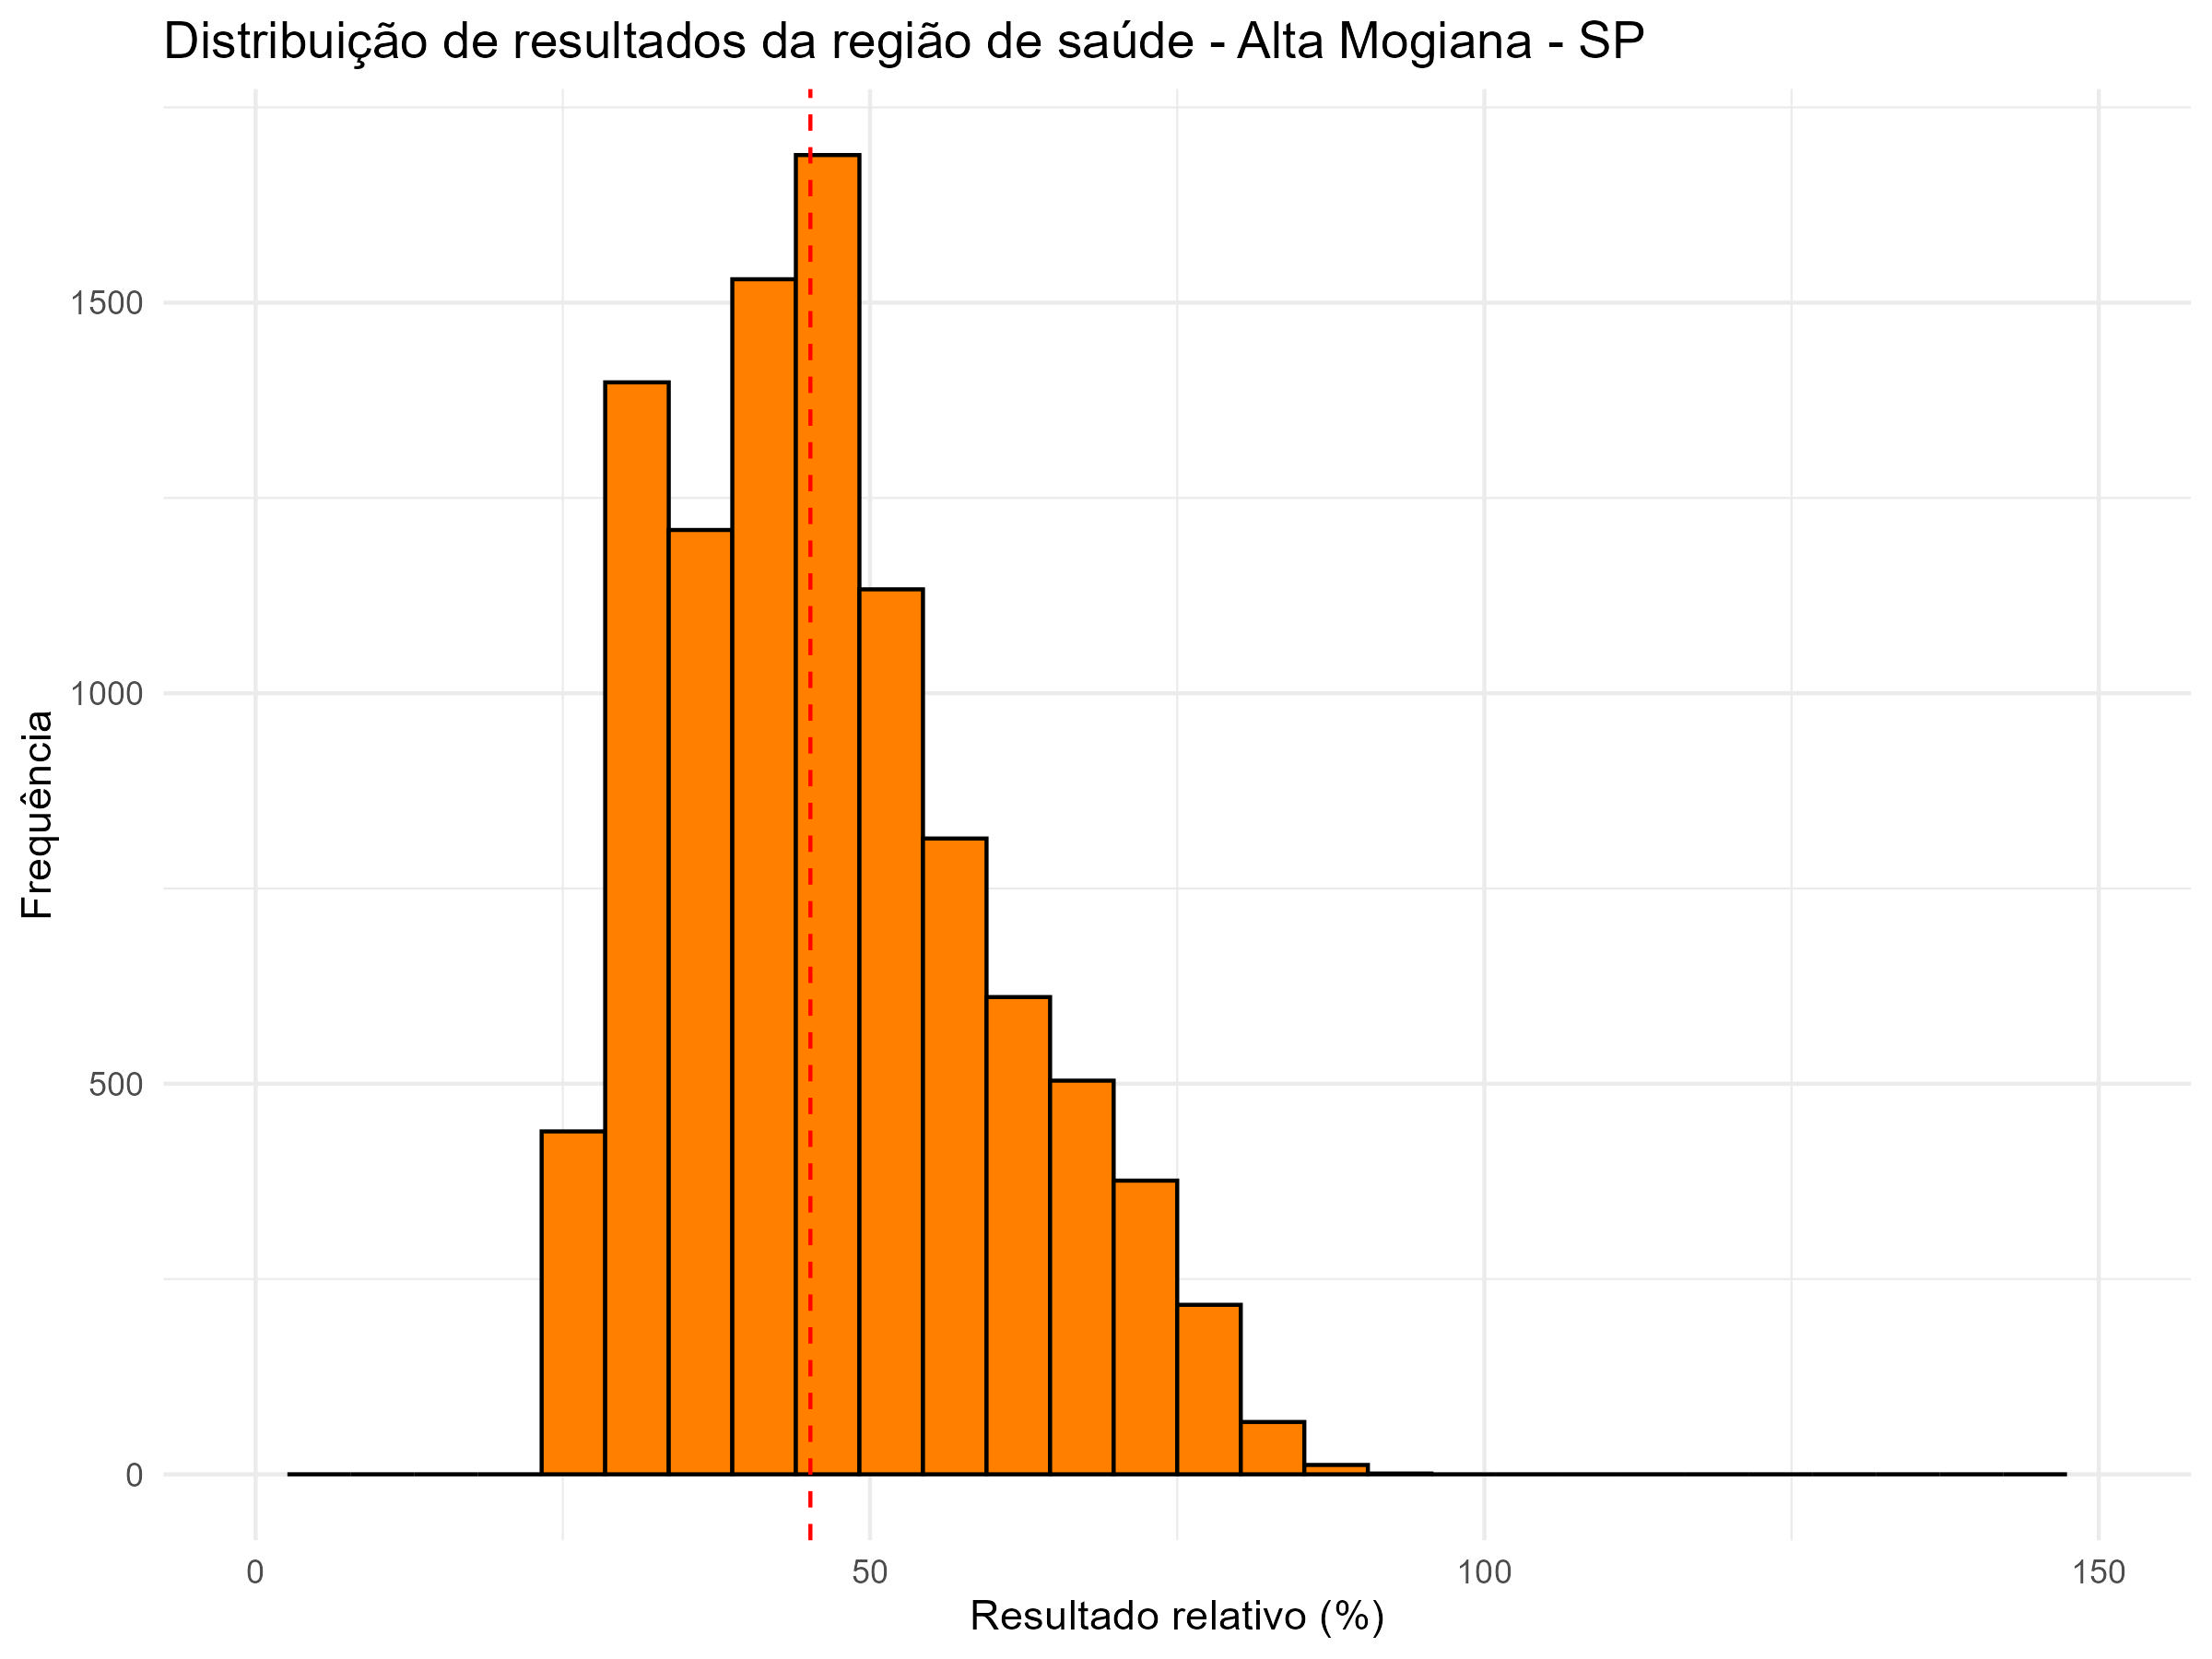 Distribuição de resultados da região de saúde - Alta Mogiana - SP
Frequência
1500
1000
500
0
0
50
100
150
Resultado relativo (%)